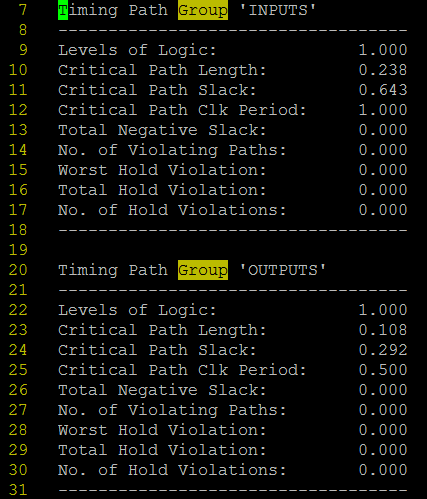 7 Timing Path Group 'INPUTS'
8 -----------------------------------
9 Levels of Logic: 1.000
10 Critical Path Length: 0.238
11 Critical Path Slack: 0.643
12 Critical Path Clk Period: 1.000
13 Total Negative Slack: 0.000
14 No. of Violating Paths: 0.000
15 Worst Hold Violation: 0.000
16 Total Hold Violation: 0.000
17 No. of Hold Violations: 0.000
18 -----------------------------------
19
20 Timing Path Group 'OUTPUTS'
21 -----------------------------------
22 Levels of Logic: 1.000
23 Critical Path Length: 0.108
24 Critical Path Slack: 0.292
25 Critical Path Clk Period: 0.500
26 Total Negative Slack: 0.000
27 No. of Violating Paths: 0.000
28 Worst Hold Violation: 0.000
29 Total Hold Violation: 0.000
30 No. of Hold Violations: 0.000
31 -----------------------------------